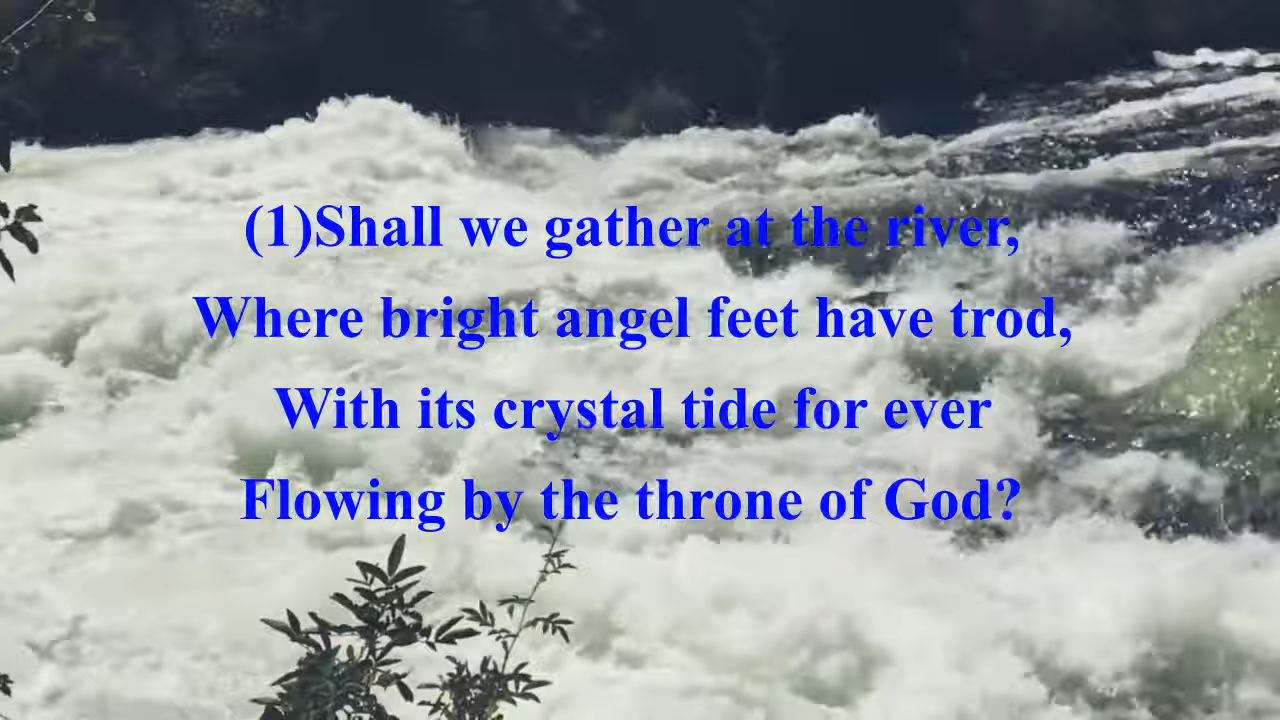 (1)Shall we gather at the river,
Where bright angel feet have trod,
With its crystal tide for ever
Flowing by the throne of God?